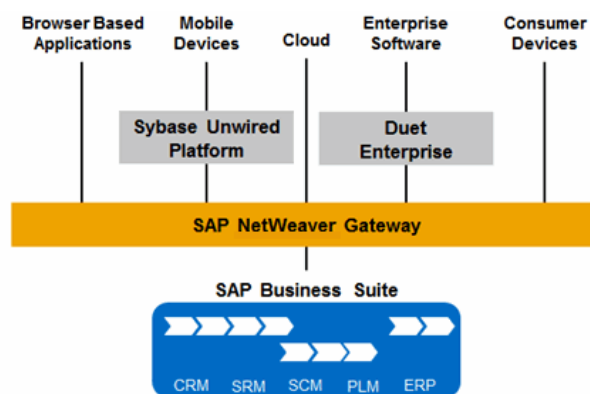 Browser Based
Applications
Mobile
Devices
Cloud
Enterprise
Software
Consumer
Devices
Sybase Unwired
Platform
Duet
Enterprise
SAP NetWeaver Gateway
SAP Business Suite
CRM SRM SCM PLM ERP